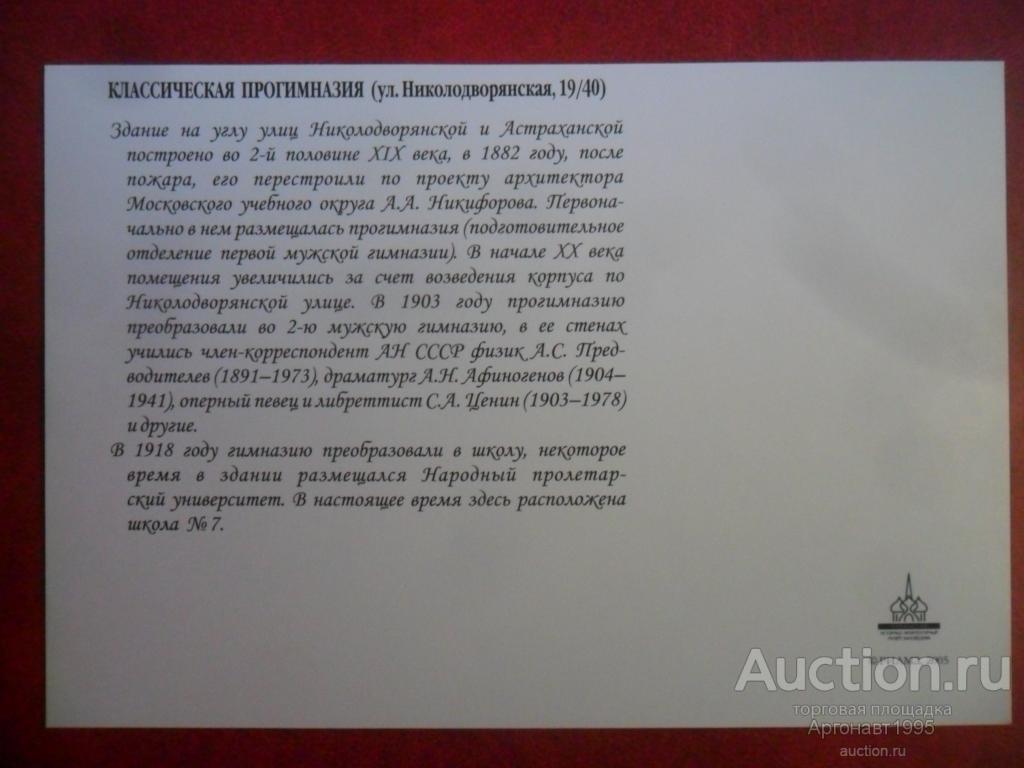 КЛАССИЧЕСКАЯ ПРОГИМНАЗИЯ (ул. Николодворянская, 19/40)
Здание на углу улиц Николодворянской и Астраханской
построено во 2-й половине XIX века, в 1882 году, после
пожара, его перестроили по проекту архитектора
Московского учебного округа А.А. Никифорова. Первона-
чально в нем размещалась прогимназия (подготовительное
отделение первой мужской гимназии). В начале XX века
помещения увеличились за счет возведения корпуса по
Николодворянской улице. В 1903 году прогимназию
преобразовали во 2-ю мужскую гимназию, в ее стенах
учились член-корреспондент АН СССР физик А.С. Пред-
водителев (1891–1973), драматург А.Н. Афиногенов (1904–
1941), оперный певец и либреттист С.А. Ценин (1903–1978)
и другие.
В 1918 году гимназию преобразовали в школу, некоторое
время в здании размещался Народный пролетар-
ский университет. В настоящее время здесь расположена
школа № 7.
Auction.ru
торговая площадка
Аргонавт1995
auction.ru